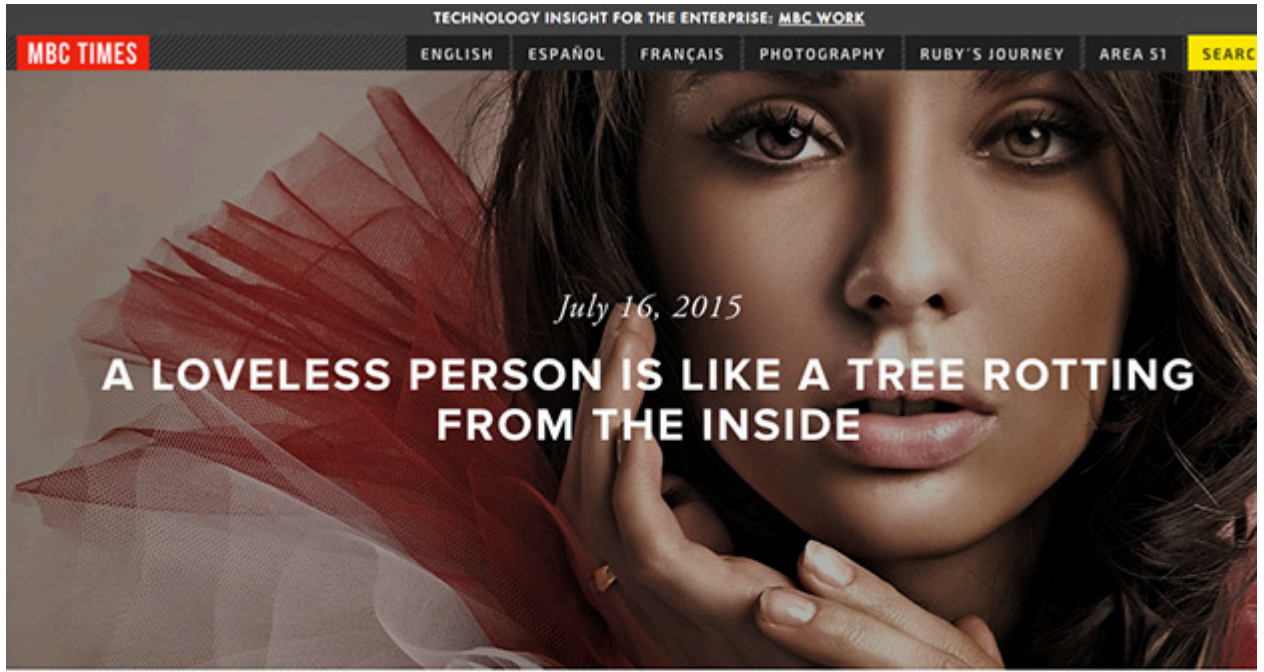 TECHNOLOGY INSIGHT FOR THE ENTERPRISE: MBC WORK
MBC TIMES
ENGLISH
ESPAÑOL
FRANÇAIS
PHOTOGRAPHY
RUBY´S JOURNEY
AREA 51
SEARC
July 16, 2015
A LOVELESS PERSON IS LIKE A TREE ROTTING
FROM THE INSIDE